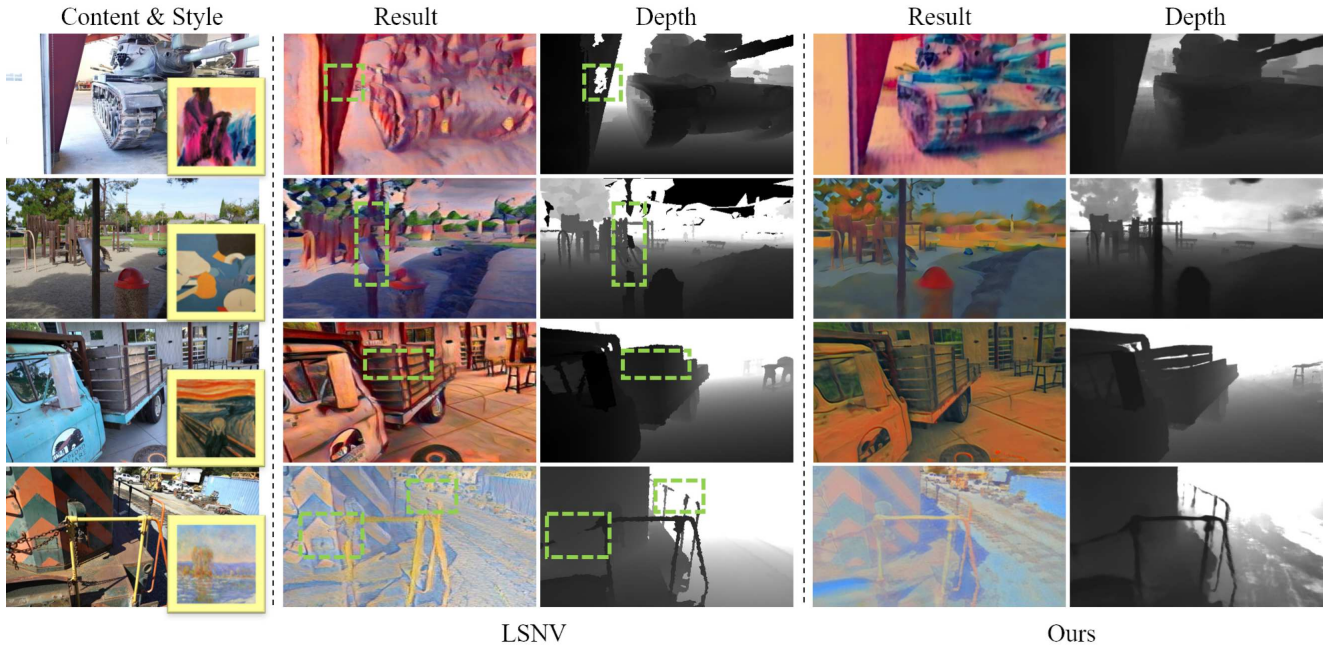 Content & Style
Result
Depth
Result
Depth
LSNV
Ours